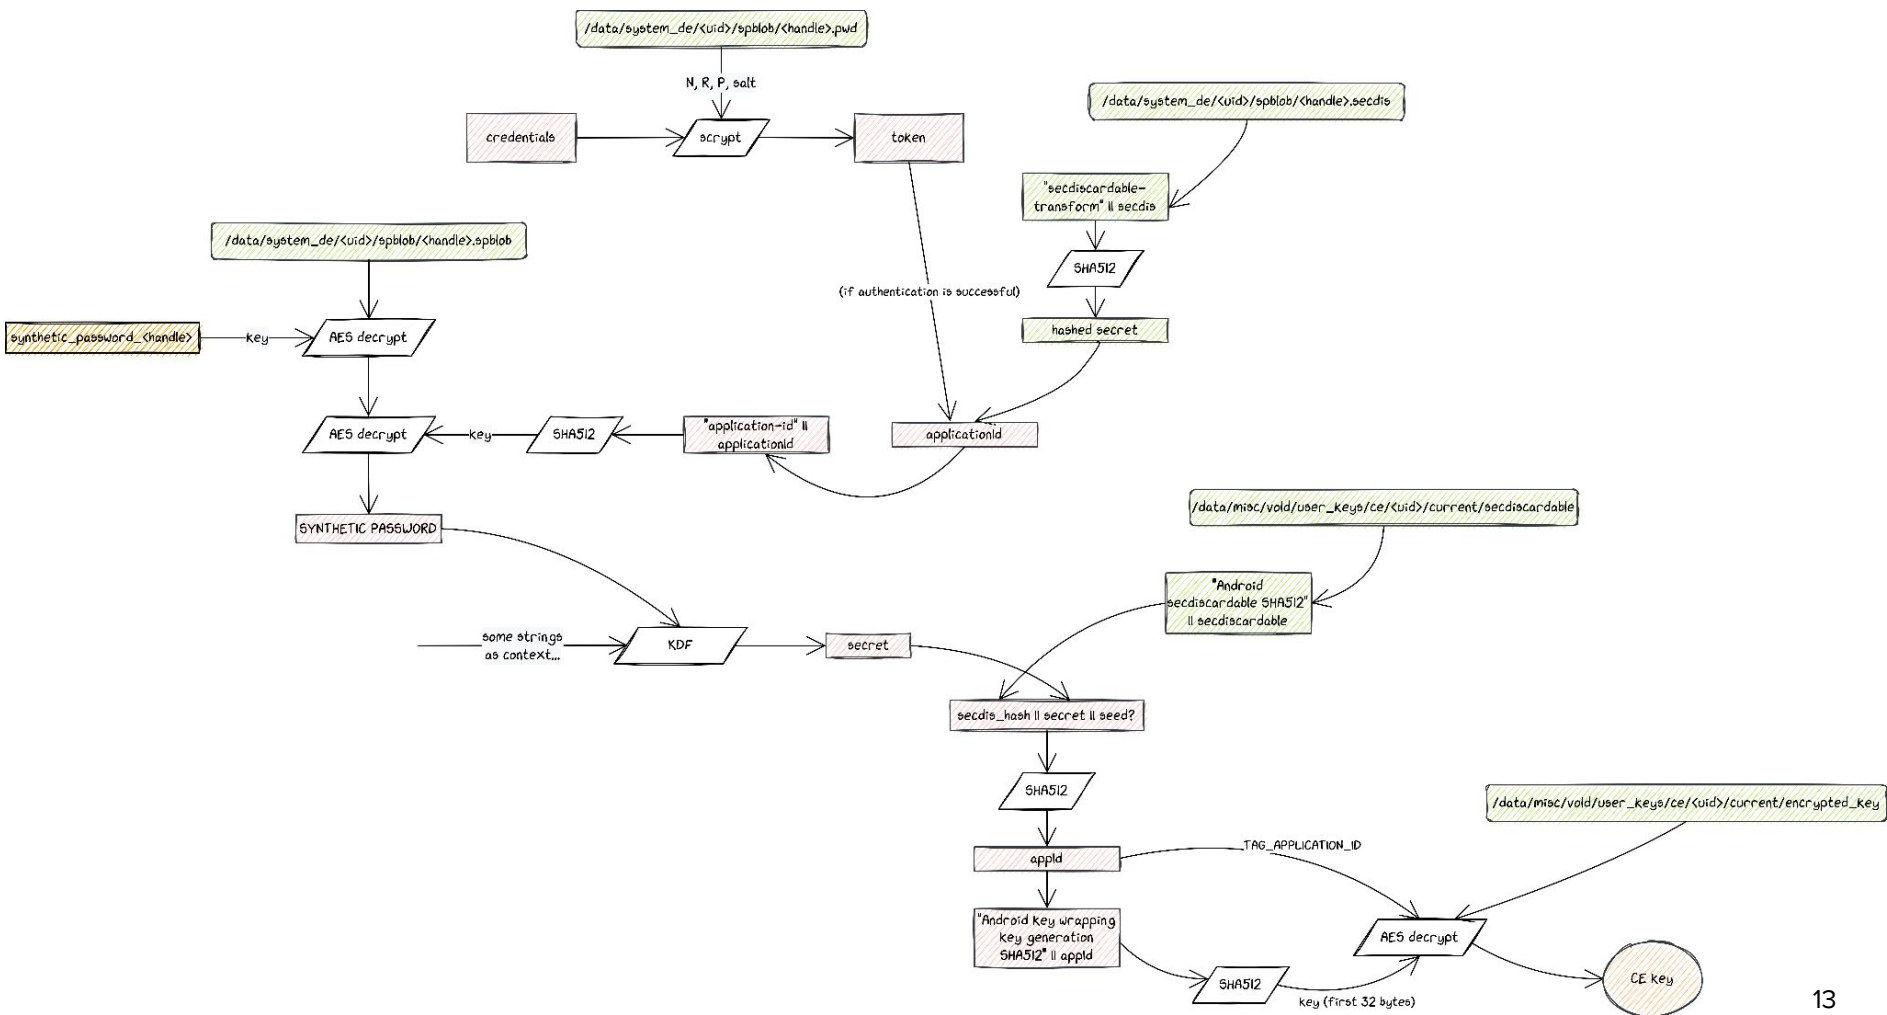 /data/system_de/<uid>/spblob/<handle>.pwd
N, R, P, salt
/data/system_de/<uid>/spblob/<handle>.secdis
credentials
scrypt
token
"secdiscardable-
transform" || secdis
/data/system_de/<uid>/spblob/<handle>.spblob
SHA512
(if authentication is successful)
synthetic_password_<handle>
key
AES decrypt
hashed secret
AES decrypt
key
SHA512
"application-id" ||
applicationId
applicationId
SYNTHETIC PASSWORD
/data/misc/vold/user_keys/ce/<uid>/current/secdiscardable
"Android
secdiscardable SHA512"
|| secdiscardable
some strings
as context...
KDF
secret
secdis_hash || secret || seed?
SHA512
/data/misc/vold/user_keys/ce/<uid>/current/encrypted_key
appId
TAG_APPLICATION_ID
"Android key wrapping
key generation
SHA512" || appId
AES decrypt
SHA512
key (first 32 bytes)
CE key
13